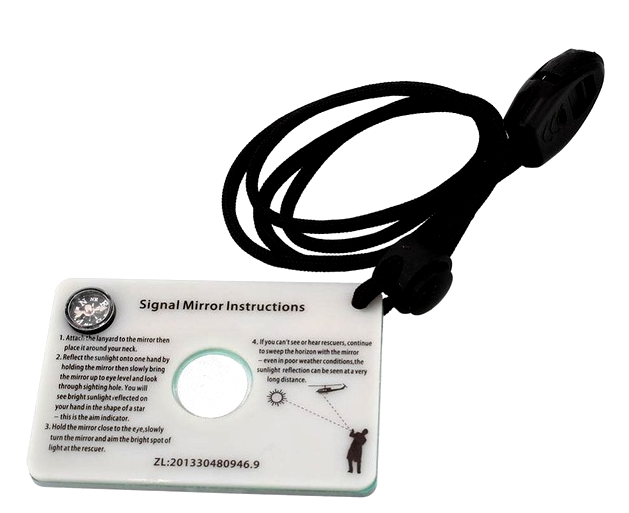 Signal Mirror Instructions
1. Attach the lanyard to the mirror then
place it around your neck.
2. Reflect the sunlight onto one hand by
holding the mirror then slowly bring
the mirror up to eye level and look
through sighting hole. You will
see bright sunlight reflected on
your hand in the shape of a star
– this is the aim indicator.
3. Hold the mirror close to the eye,slowly
turn the mirror and aim the bright spot of
light at the rescuer.
4. If you can't see or hear rescuers, continue
to sweep the horizon with the mirror
– even in poor weather conditions,the
sunlight reflection can be seen at a very
long distance.
ZL:201330480946.9